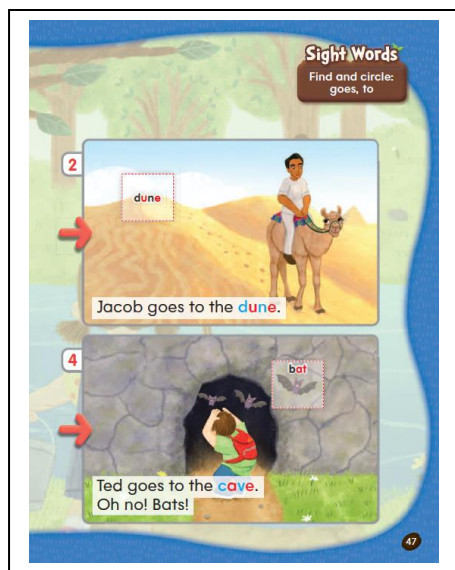 Sight Words
Find and circle:
goes, to
2
dune
Jacob goes to the dune.
4
bat
Ted goes to the cave.
Oh no! Bats!
47